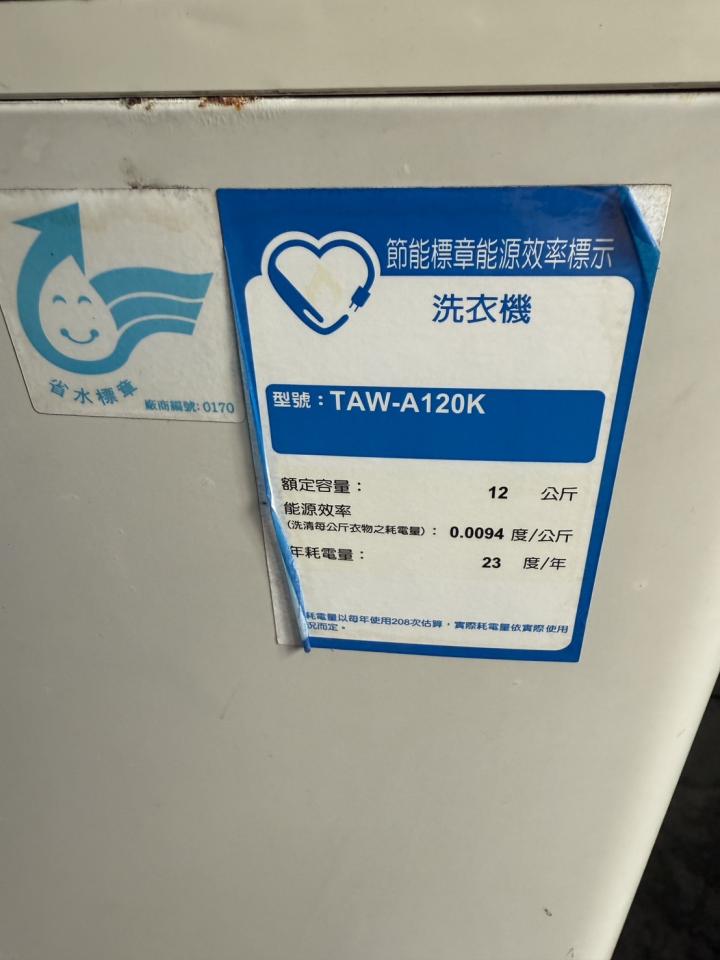 省水標章
廠商編號:0170
節能標章能源效率標示
洗衣機
型號：TAW-A120K
額定容量： 12 公斤
能源效率
(洗清每公斤衣物之耗電量)： 0.0094 度/公斤
年耗電量： 23 度/年
耗電量以每年使用208次估算，實際耗電量依實際使用
況而定。